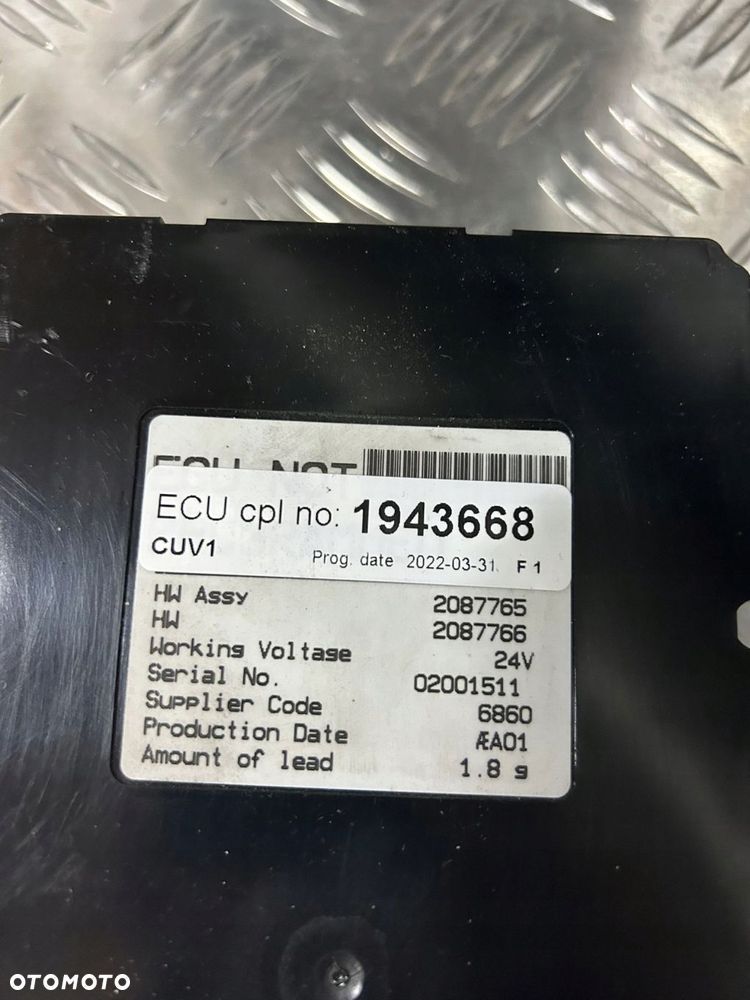 ECU cpl no: 1943668
CUV1 Prog. date 2022-03-31 F 1
HW Assy 2087765
HW 2087766
Working Voltage 24V
Serial No. 02001511
Supplier Code 6860
Production Date ÆA01
Amount of lead 1.8 g
OTOMOTO